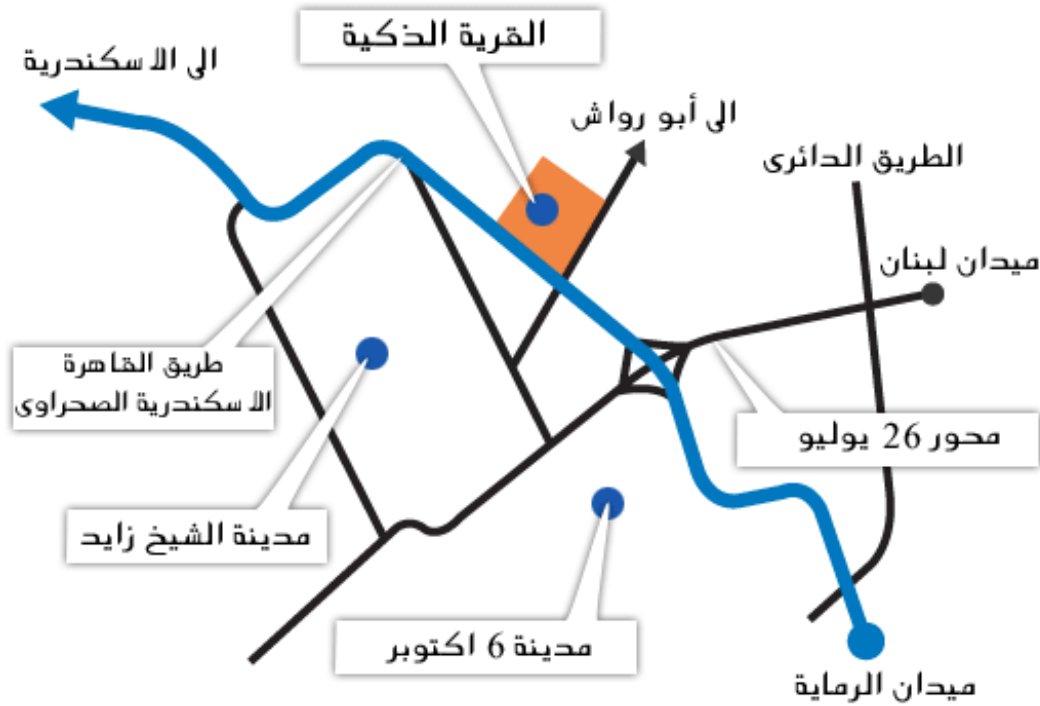 القرية الذكية
الى الاسكندرية
الى أبو رواش
الطريق الدائرى
ميدان لبنان
طريق القاهرة
الاسكندرية الصحراوى
محور 26 يوليو
مدينة الشيخ زايد
مدينة 6 اكتوبر
ميدان الرماية